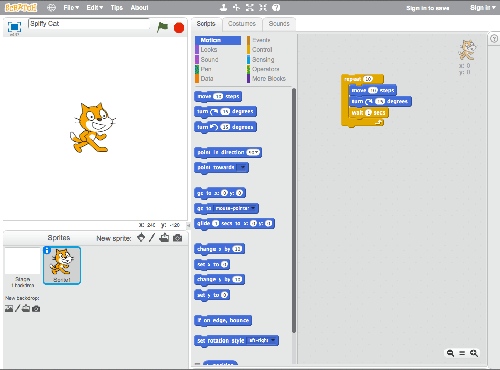 SCRATCH File Edit Tips About Sign in to save Sign in
Spiffy Cat
Scripts Costumes Sounds
Motion Events
Looks Control
Sound Sensing
Pen Operators
Data More Blocks
x: 0
y: 0
repeat 10
move 10 steps
turn 15 degrees
wait 1 secs
move 10 steps
turn 15 degrees
turn 15 degrees
point in direction
point towards
go to x: 0 y: 0
go to mouse-pointer
glide 1 secs to x: 0 y: 0
change x by 10
set x to 0
change y by 10
set y to 0
if on edge, bounce
set rotation style left-right
x: 240 y: -120
Sprites New sprite:
Stage
1 backdrop
Sprite1
New backdrop: